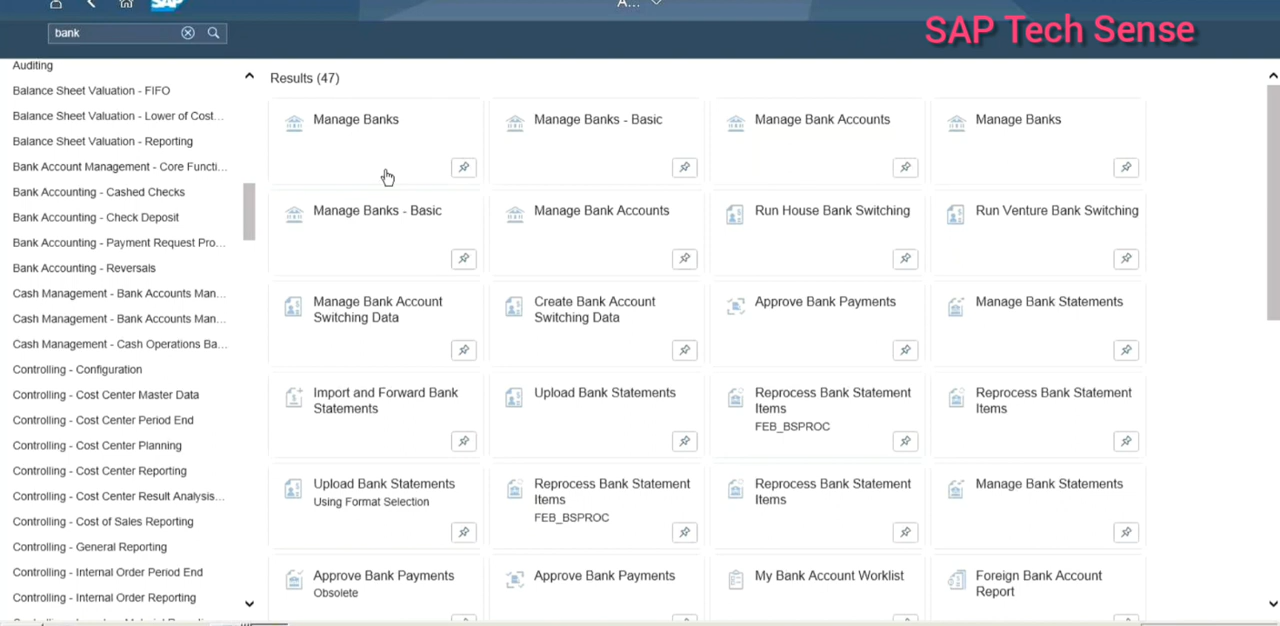 SAP
A...
bank
SAP Tech Sense
Auditing
Balance Sheet Valuation - FIFO
Balance Sheet Valuation - Lower of Cost...
Balance Sheet Valuation - Reporting
Bank Account Management - Core Functi...
Bank Accounting - Cashed Checks
Bank Accounting - Check Deposit
Bank Accounting - Payment Request Pro...
Bank Accounting - Reversals
Cash Management - Bank Accounts Man...
Cash Management - Bank Accounts Man...
Cash Management - Cash Operations Ba...
Controlling - Configuration
Controlling - Cost Center Master Data
Controlling - Cost Center Period End
Controlling - Cost Center Planning
Controlling - Cost Center Reporting
Controlling - Cost Center Result Analysis...
Controlling - Cost of Sales Reporting
Controlling - General Reporting
Controlling - Internal Order Period End
Controlling - Internal Order Reporting
Results (47)
Manage Banks
Manage Banks - Basic
Manage Bank Accounts
Manage Banks
Manage Banks - Basic
Manage Bank Accounts
Run House Bank Switching
Run Venture Bank Switching
Manage Bank Account
Switching Data
Create Bank Account
Switching Data
Approve Bank Payments
Manage Bank Statements
Import and Forward Bank
Statements
Upload Bank Statements
Reprocess Bank Statement
Items
FEB_BSPROC
Reprocess Bank Statement
Items
Upload Bank Statements
Using Format Selection
Reprocess Bank Statement
Items
FEB_BSPROC
Reprocess Bank Statement
Items
Manage Bank Statements
Approve Bank Payments
Obsolete
Approve Bank Payments
My Bank Account Worklist
Foreign Bank Account
Report